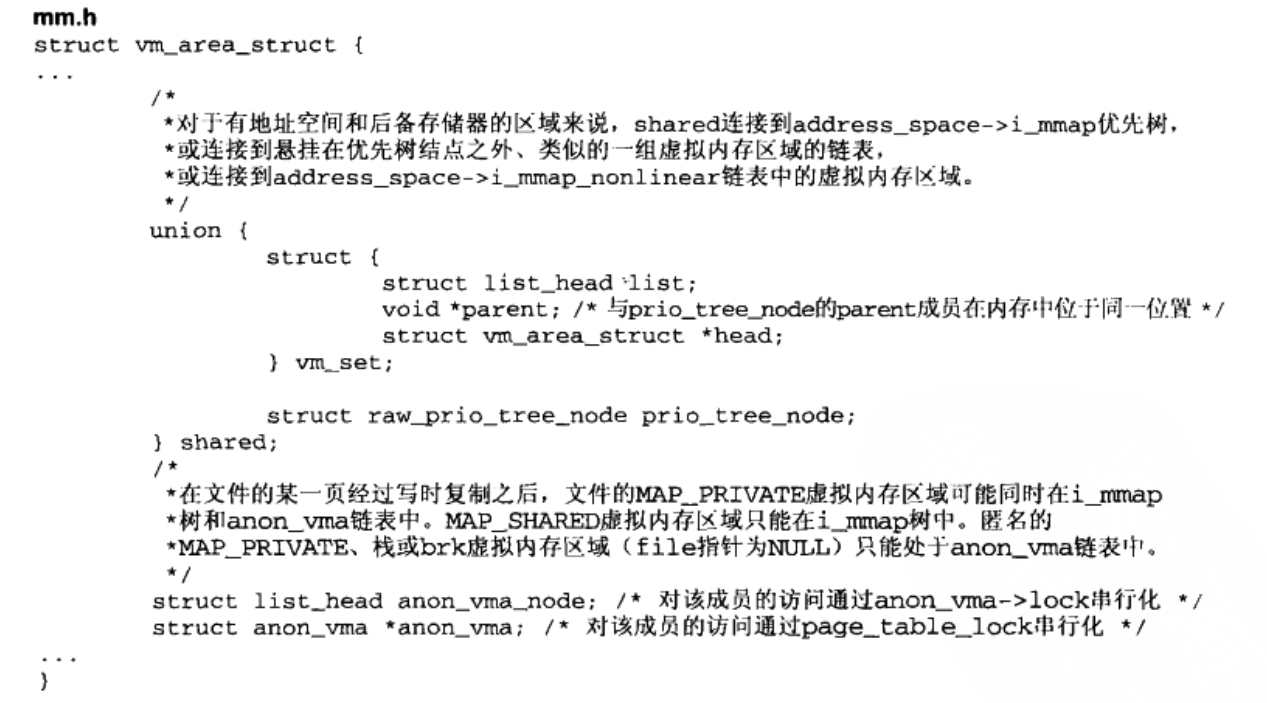 mm.h
struct vm_area_struct {
...
/*
*对于有地址空间和后备存储器的区域来说，shared连接到address_space->i_mmap优先树，
*或连接到悬挂在优先树结点之外、类似的一组虚拟内存区域的链表，
*或连接到address_space->i_mmap_nonlinear链表中的虚拟内存区域。
*/
union {
struct {
struct list_head list;
void *parent; /* 与prio_tree_node的parent成员在内存中位于同一位置 */
struct vm_area_struct *head;
} vm_set;
struct raw_prio_tree_node prio_tree_node;
} shared;
/*
*在文件的某一页经过写时复制之后，文件的MAP_PRIVATE虚拟内存区域可能同时在i_mmap
*树和anon_vma链表中。MAP_SHARED虚拟内存区域只能在i_mmap树中。匿名的
*MAP_PRIVATE、栈或brk虚拟内存区域（file指针为NULL）只能处于anon_vma链表中。
*/
struct list_head anon_vma_node; /* 对该成员的访问通过anon_vma->lock串行化 */
struct anon_vma *anon_vma; /* 对该成员的访问通过page_table_lock串行化 */
...
}